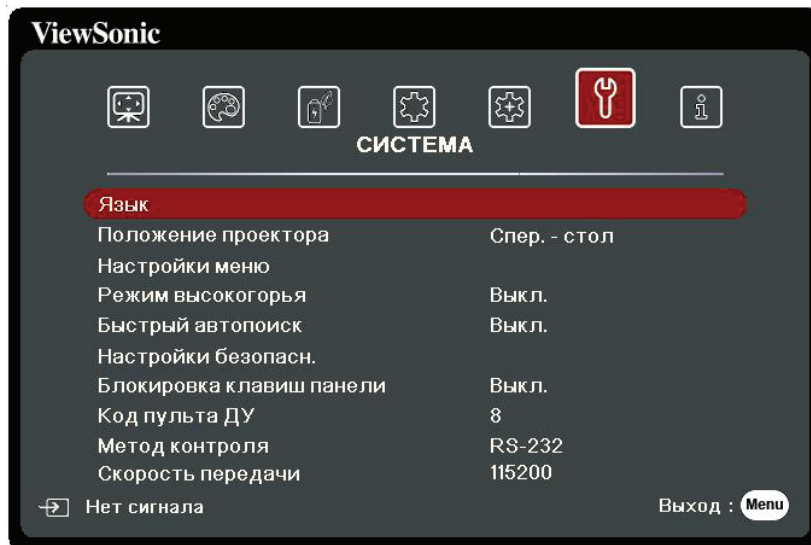 ViewSonic
СИСТЕМА
Язык
Положение проектора Спер. - стол
Настройки меню
Режим высокогорья Выкл.
Быстрый автопоиск Выкл.
Настройки безопасн.
Блокировка клавиш панели Выкл.
Код пульта ДУ 8
Метод контроля RS-232
Скорость передачи 115200
Нет сигнала Выход : Menu